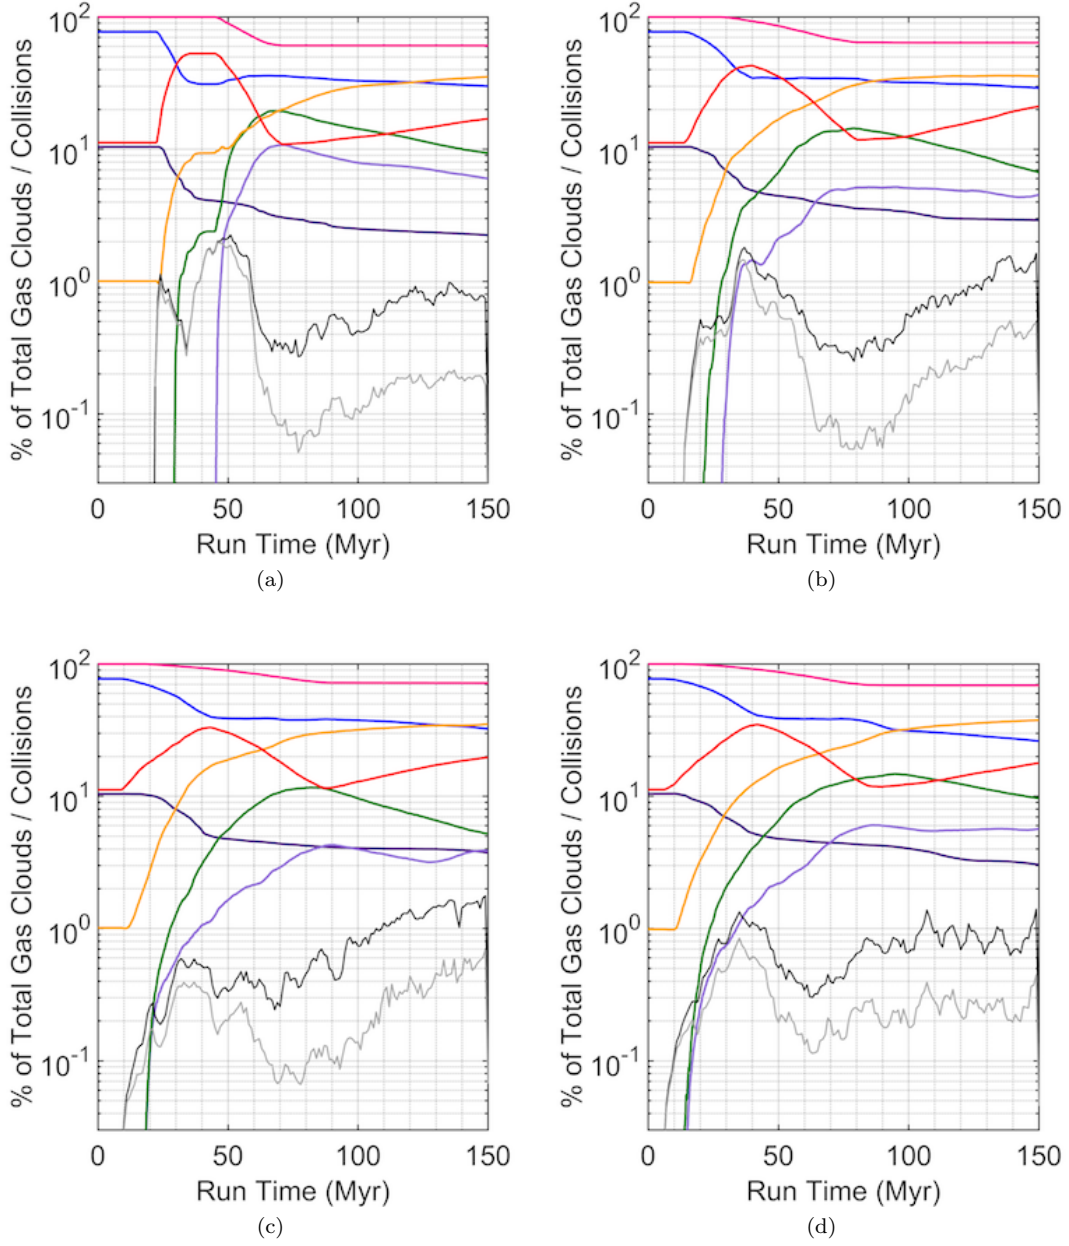 10^2
10^1
10^0
10^-1
% of Total Gas Clouds / Collisions
0 50 100 150
Run Time (Myr)
(a)
10^2
10^1
10^0
10^-1
% of Total Gas Clouds / Collisions
0 50 100 150
Run Time (Myr)
(b)
10^2
10^1
10^0
10^-1
% of Total Gas Clouds / Collisions
0 50 100 150
Run Time (Myr)
(c)
10^2
10^1
10^0
10^-1
% of Total Gas Clouds / Collisions
0 50 100 150
Run Time (Myr)
(d)